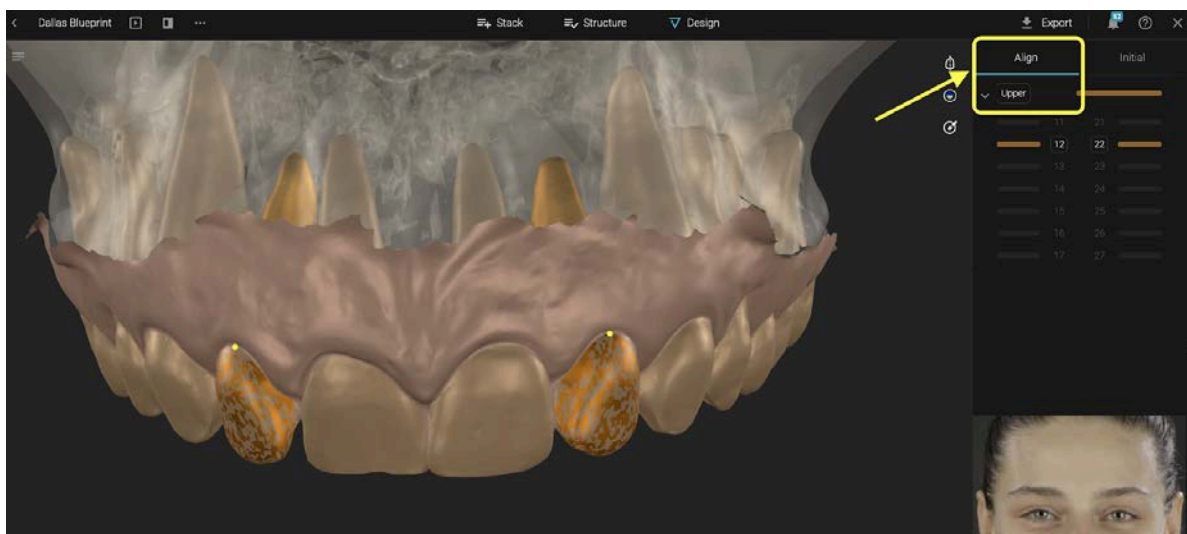 Dallas Blueprint
Stack
Structure
Design
Export
Align
Initial
Upper
11 21
12 22
13 23
14 24
15 25
16 26
17 27